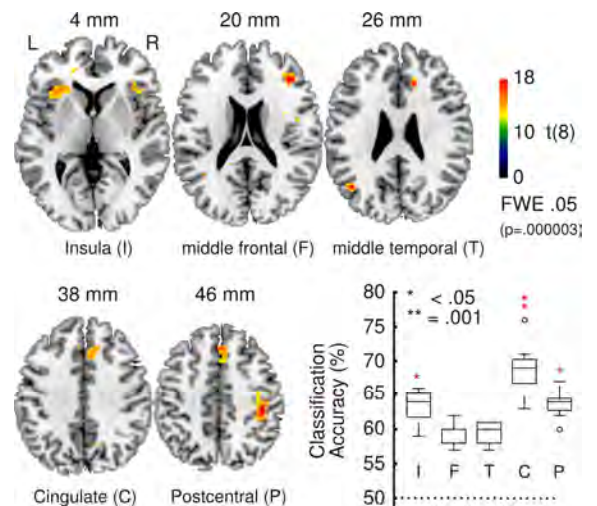 4 mm
20 mm
26 mm
L R
18
10 t(8)
0
FWE .05
(p=.000003)
Insula (I)
middle frontal (F)
middle temporal (T)
38 mm
46 mm
Cingulate (C)
Postcentral (P)
Classification
Accuracy (%)
80
75
70
65
60
55
50
* < .05
** = .001
*
*
*
*
I F T C P